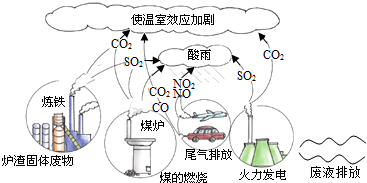 使温室效应加剧
CO2
SO2
酸雨
CO2
NO2
NO
SO2
CO2
CO
炼铁
煤炉
炉渣固体废物
煤的燃烧
尾气排放
火力发电
废液排放